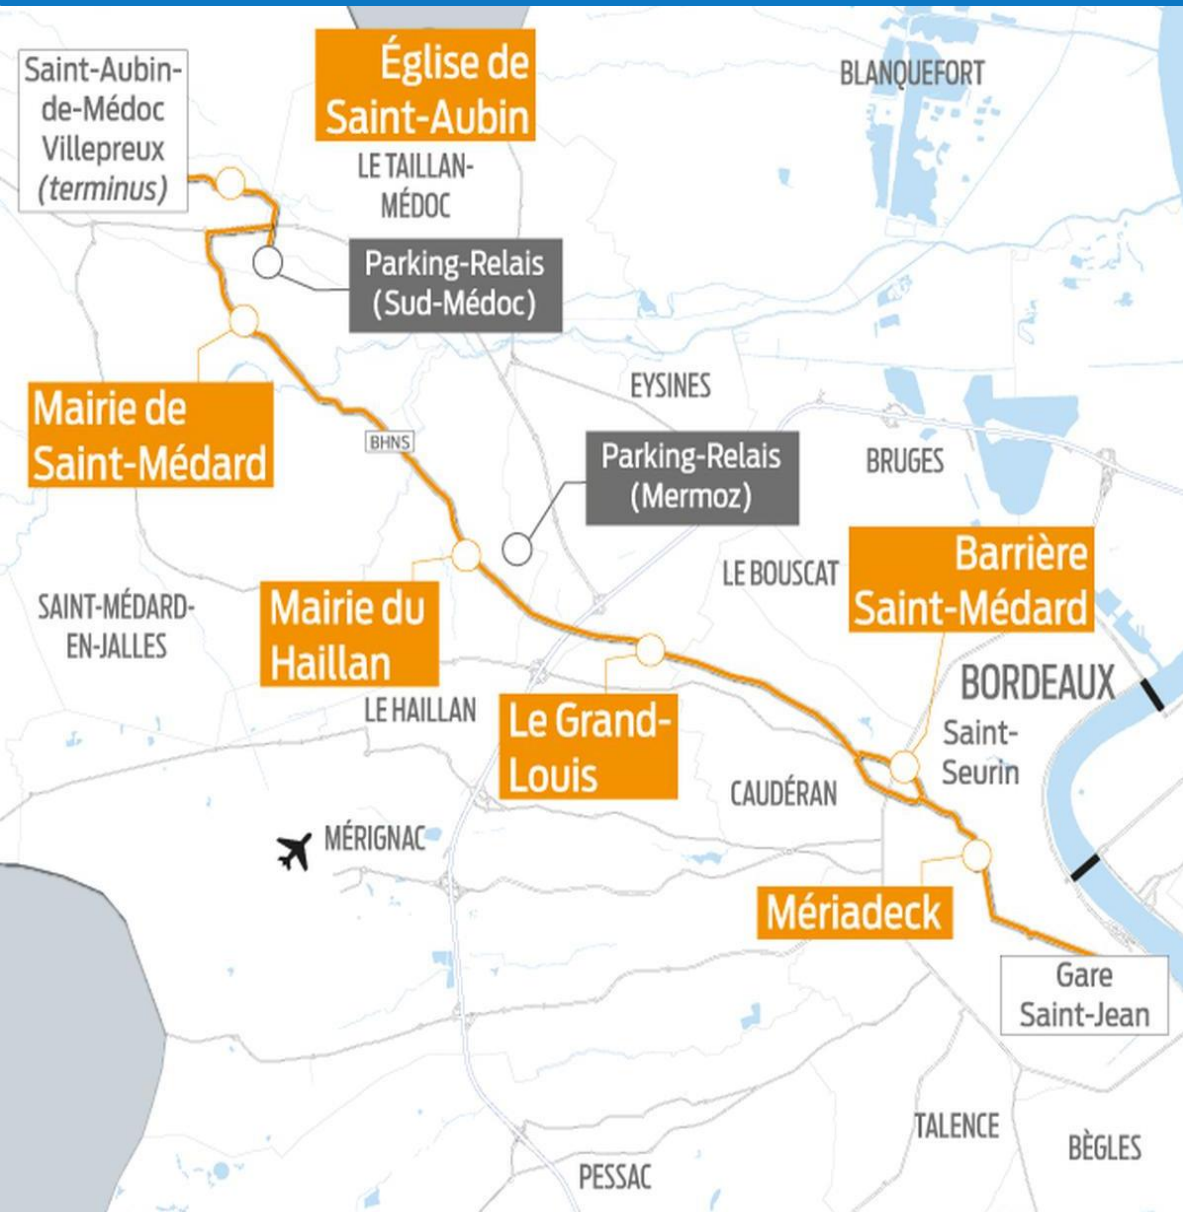 Saint-Aubin-
de-Médoc
Villepreux
(terminus)
Église de
Saint-Aubin
BLANQUEFORT
LE TAILLAN-
MÉDOC
Parking-Relais
(Sud-Médoc)
Mairie de
Saint-Médard
BHNS
EYSINES
Parking-Relais
(Mermoz)
BRUGES
Barrière
Saint-Médard
LE BOUSCAT
SAINT-MÉDARD-
EN-JALLES
Mairie du
Haillan
LE HAILLAN
Le Grand-
Louis
BORDEAUX
Saint-
Seurin
CAUDÉRAN
MÉRIGNAC
Mériadeck
Gare
Saint-Jean
TALENCE
BÈGLES
PESSAC